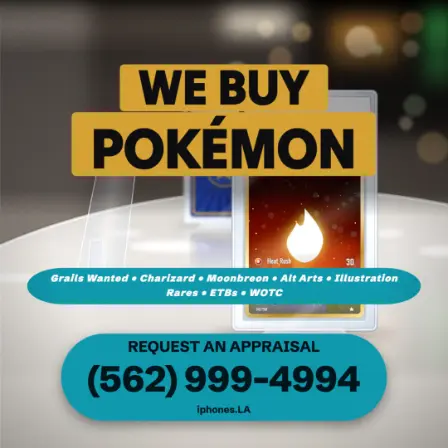 WE BUY
POKÉMON
30
Grails Wanted • Charizard • Moonbreon • Alt Arts • Illustration
Rares • ETBs • WOTC
REQUEST AN APPRAISAL
(562) 999-4994
iphones.LA